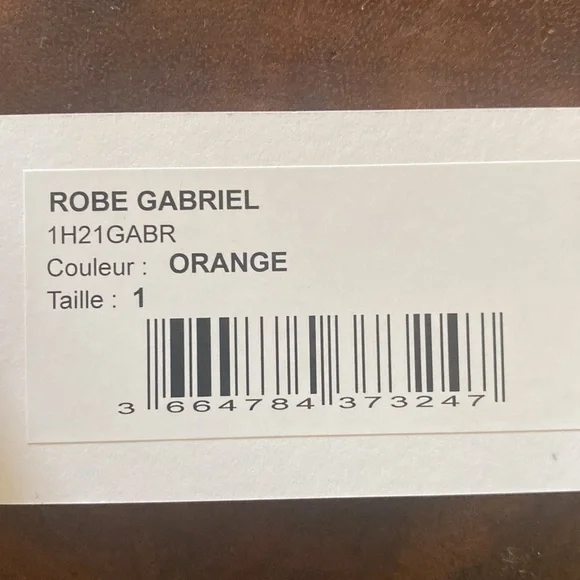 ROBE GABRIEL
1H21GABR
Couleur : ORANGE
Taille : 1
3 664784 373247